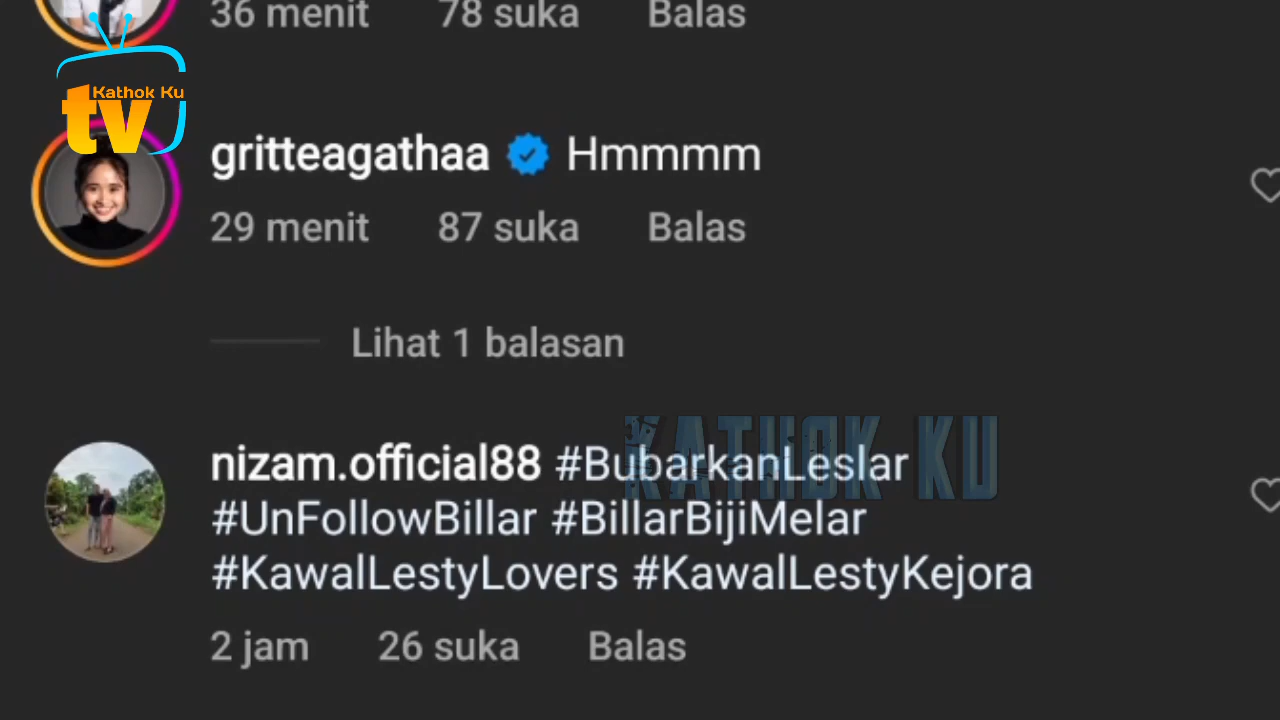 36 menit 78 suka Balas
Kathok Ku
tv
gritteagathaa Hmmmm
29 menit 87 suka Balas
Lihat 1 balasan
KATHOK KU
nizam.official88 #BubarkanLeslar
#UnFollowBillar #BillarBijiMelar
#KawalLestyLovers #KawalLestyKejora
2 jam 26 suka Balas